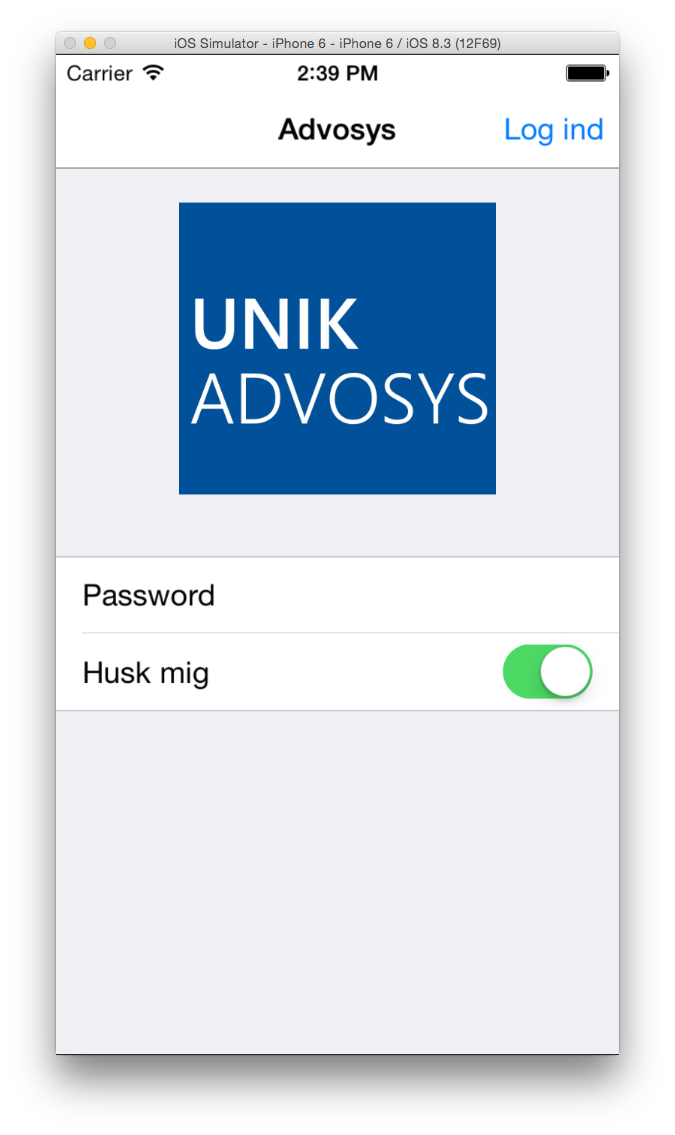 iOS Simulator - iPhone 6 - iPhone 6 / iOS 8.3 (12F69)
Carrier 2:39 PM
Advosys Log ind
UNIK
ADVOSYS
Password
Husk mig